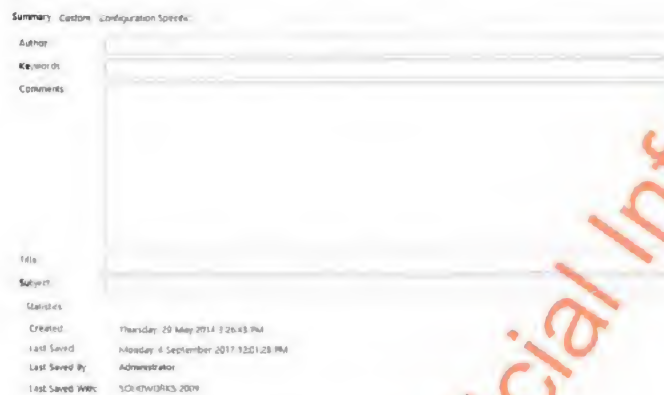 Summary Custom Configuration Specific
Author
Keywords
Comments
Title
Subject
Statistics
Created: Thursday, 29 May 2014 3:26:43 PM
Last Saved: Monday, 4 September 2017 12:01:28 PM
Last Saved By: Administrator
Last Saved With: SOLIDWORKS 2009
cial Inf